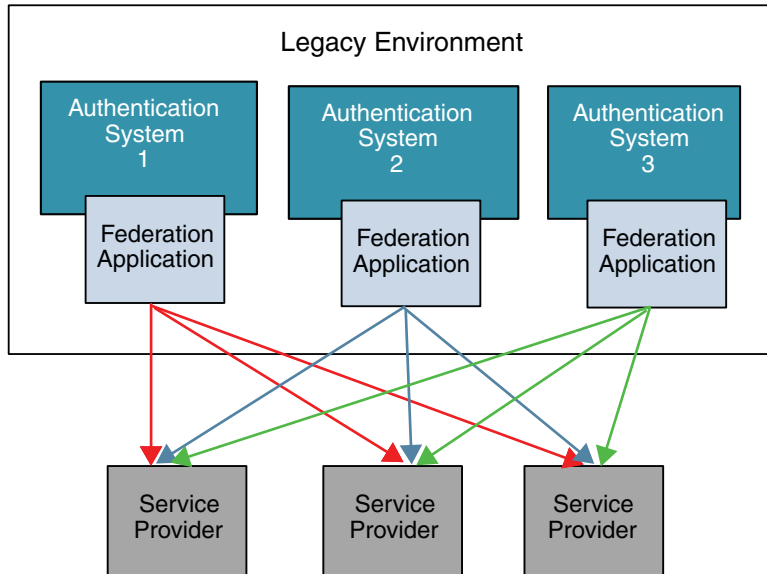 Legacy Environment
Authentication
System
1
Authentication
System
2
Authentication
System
3
Federation
Application
Federation
Application
Federation
Application
Service
Provider
Service
Provider
Service
Provider